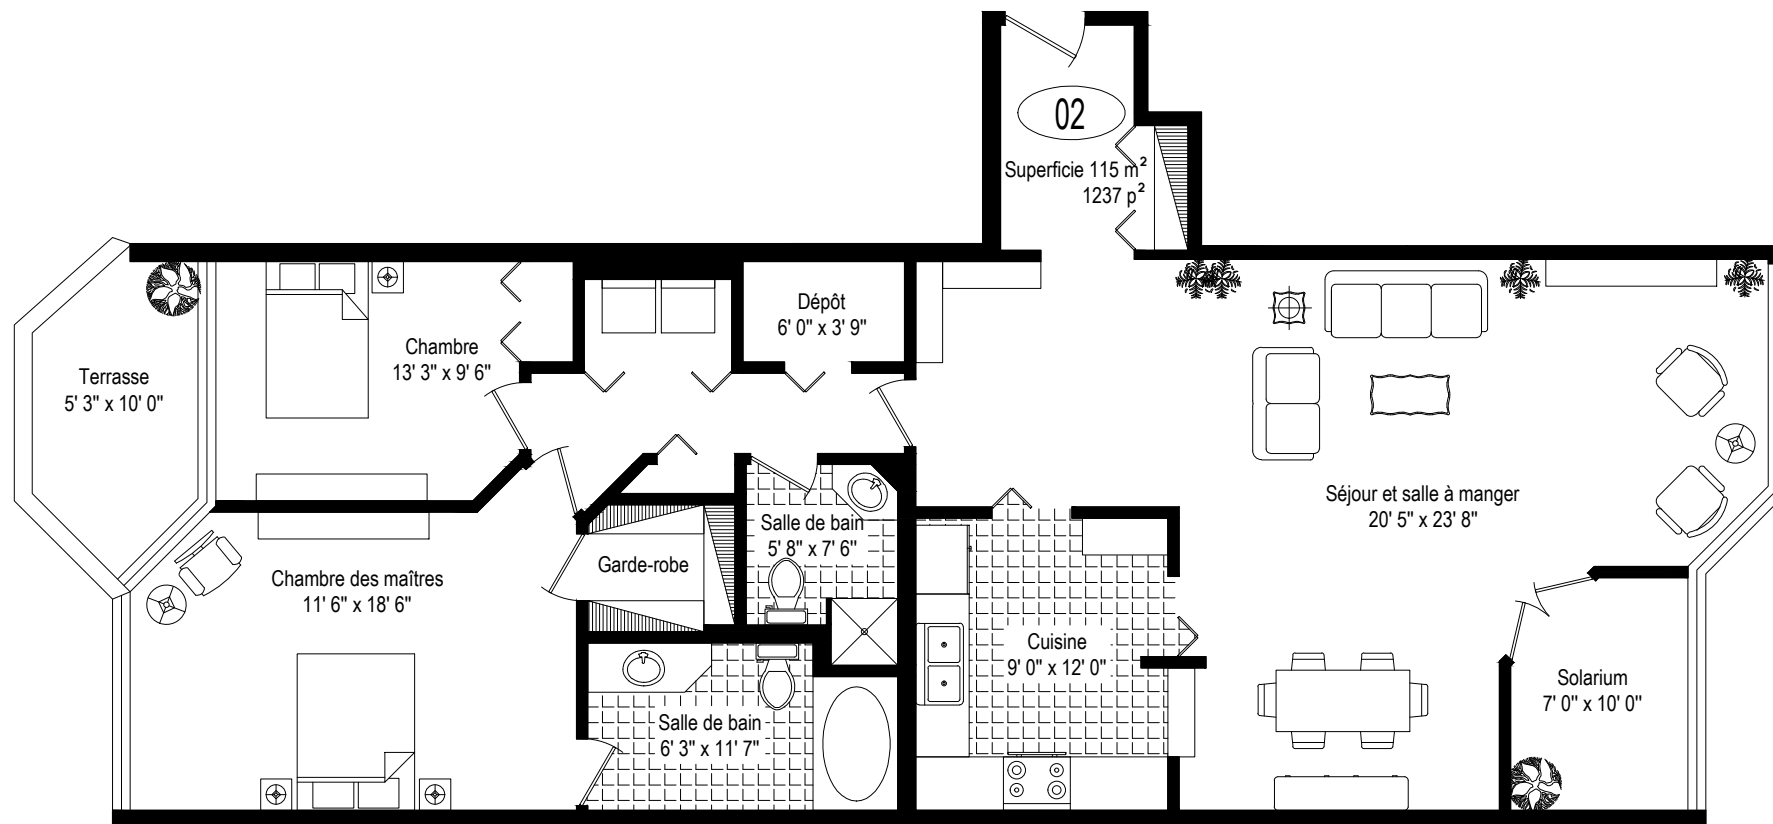 02
Superficie 115 m²
1237 p²
Dépôt
6' 0" x 3' 9"
Chambre
13' 3" x 9' 6"
Terrasse
5' 3" x 10' 0"
Séjour et salle à manger
20' 5" x 23' 8"
Salle de bain
5' 8" x 7' 6"
Garde-robe
Chambre des maîtres
11' 6" x 18' 6"
Cuisine
9' 0" x 12' 0"
Solarium
7' 0" x 10' 0"
Salle de bain
6' 3" x 11' 7"